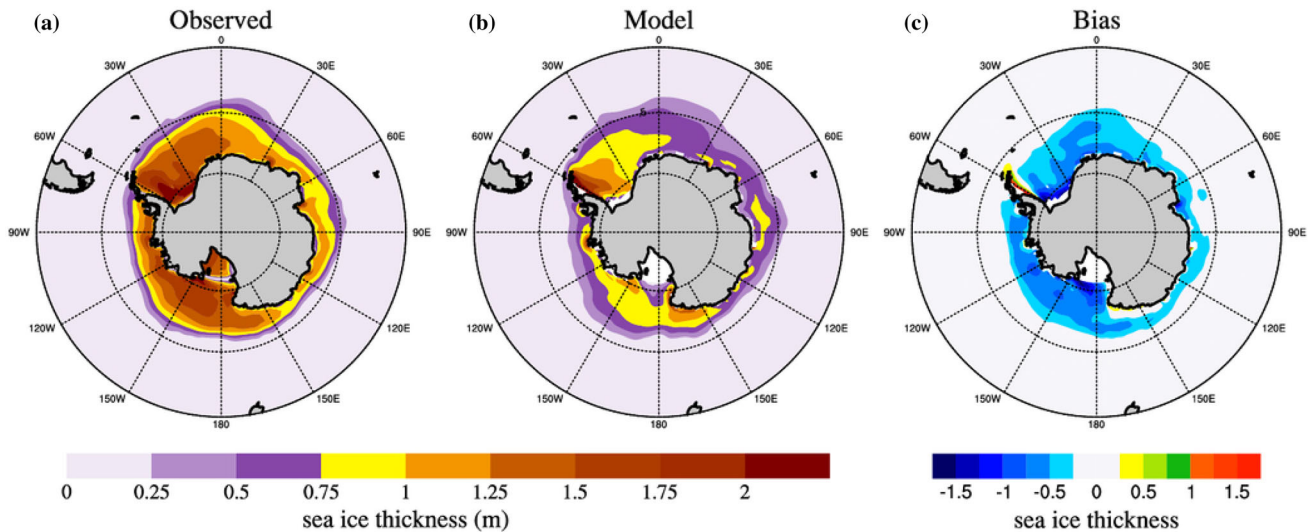 (a) Observed
(b) Model
(c) Bias
0
30W 30E
60W 60E
90W 90E
120W 120E
150W 150E
180
0
30W 30E
60W 60E
.5
90W 90E
120W 120E
150W 150E
180
0
30W 30E
60W 60E
90W 90E
120W 120E
150W 150E
180
0 0.25 0.5 0.75 1 1.25 1.5 1.75 2
sea ice thickness (m)
-1.5 -1 -0.5 0 0.5 1 1.5
sea ice thickness